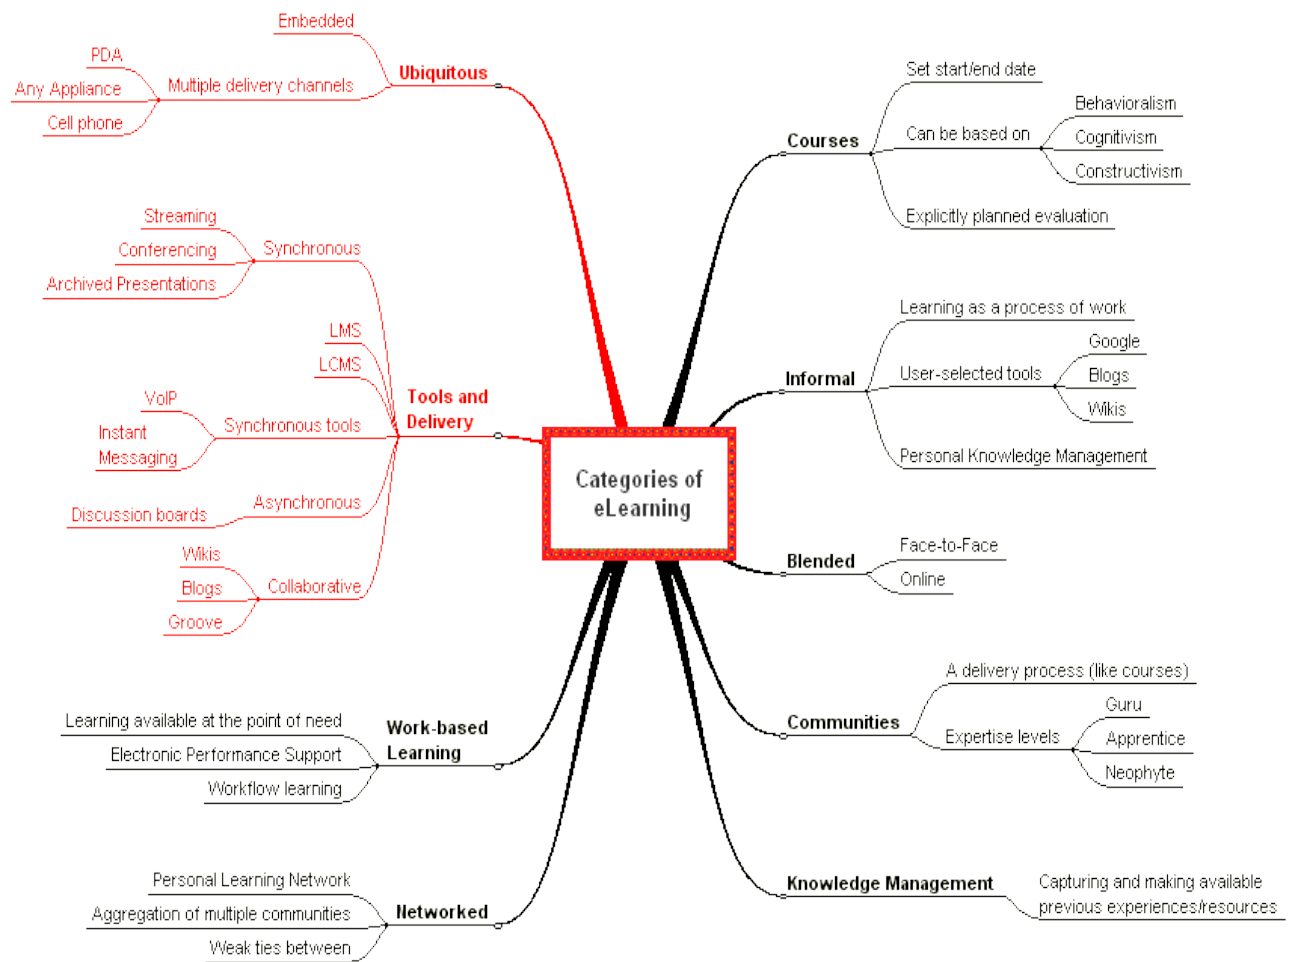 Categories of
eLearning
Ubiquitous
Embedded
Multiple delivery channels
PDA
Any Appliance
Cell phone
Tools and
Delivery
Synchronous
Streaming
Conferencing
Archived Presentations
LMS
LCMS
Synchronous tools
VoIP
Instant
Messaging
Asynchronous
Discussion boards
Collaborative
Wikis
Blogs
Groove
Work-based
Learning
Learning available at the point of need
Electronic Performance Support
Workflow learning
Networked
Personal Learning Network
Aggregation of multiple communities
Weak ties between
Courses
Set start/end date
Can be based on
Behavioralism
Cognitivism
Constructivism
Explicitly planned evaluation
Informal
Learning as a process of work
User-selected tools
Google
Blogs
Wikis
Personal Knowledge Management
Blended
Face-to-Face
Online
Communities
A delivery process (like courses)
Expertise levels
Guru
Apprentice
Neophyte
Knowledge Management
Capturing and making available
previous experiences/resources